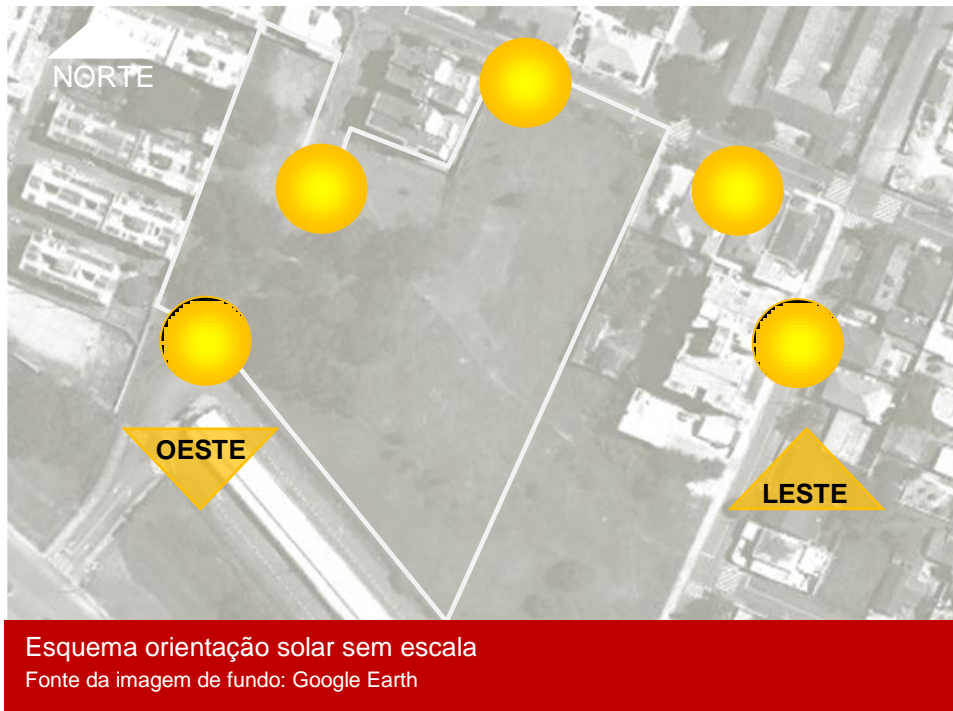 NORTE
OESTE
LESTE
Esquema orientação solar sem escala
Fonte da imagem de fundo: Google Earth